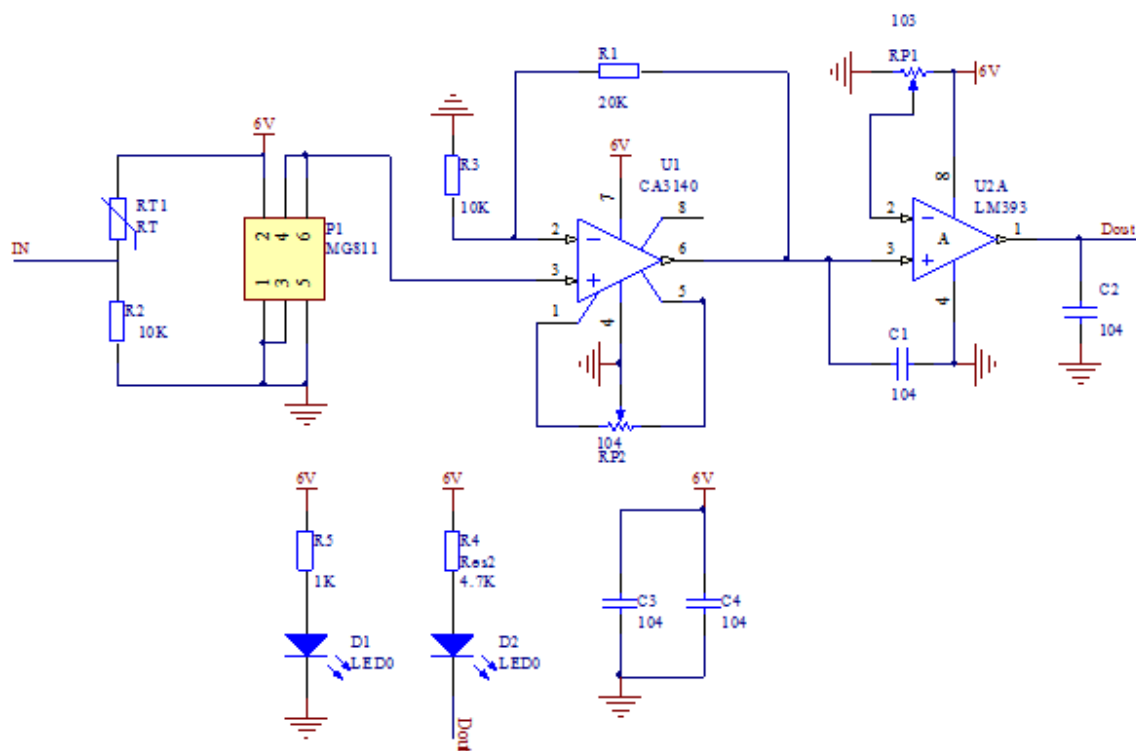 103
R1
RP1
6V
20K
6V
6V
R3
U1
CA3140
7
8
8
U2A
LM393
10K
RT1
RT
P1
MG811
2 4 6
1 3 5
2
3
6
5
1
4
2
3
A
1
4
Dout
IN
R2
10K
C1
104
C2
104
104
RP2
6V
6V
6V
R5
1K
R4
Res2
4.7K
C3
104
C4
104
D1
LED0
D2
LED0